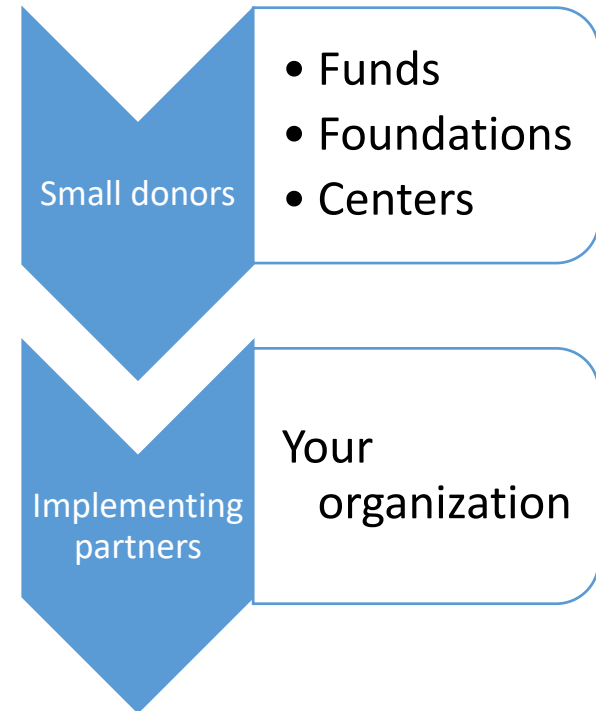 Small donors
• Funds
• Foundations
• Centers
Implementing
partners
Your
organization